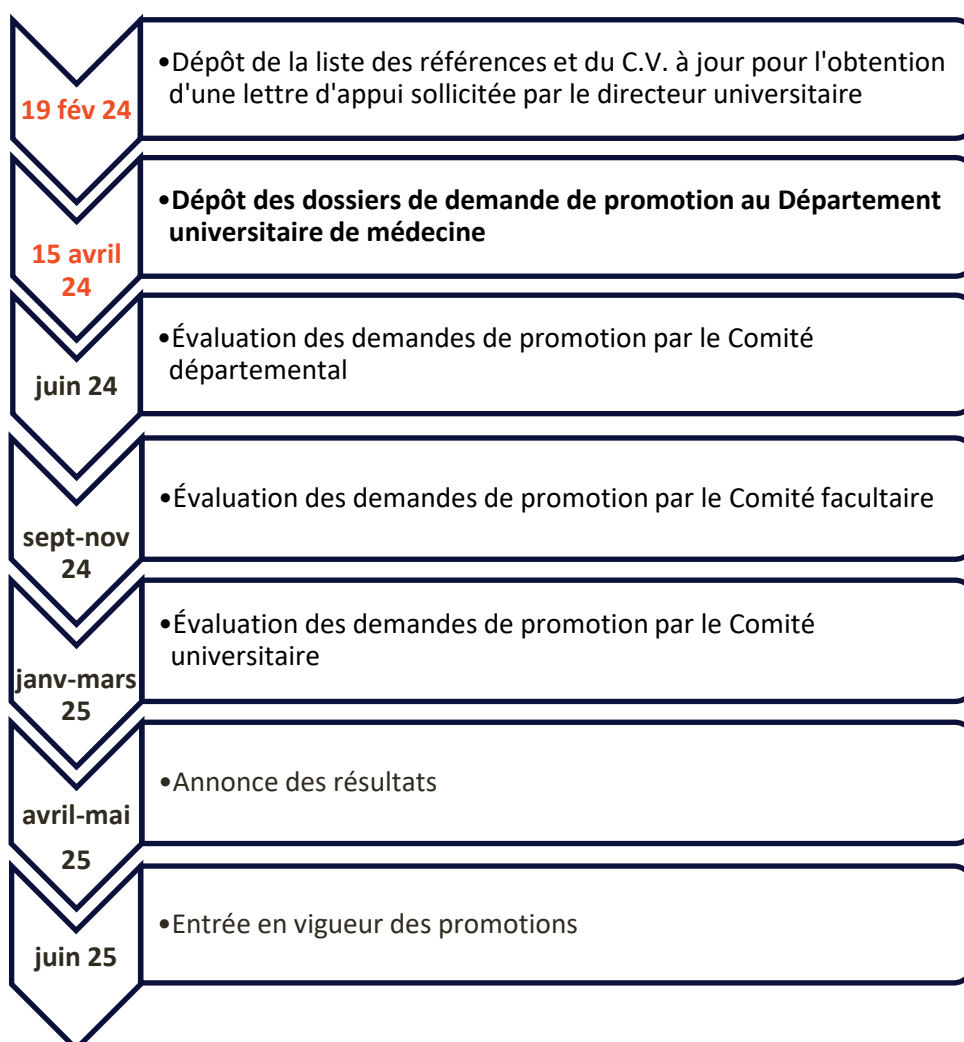 19 fév 24
•Dépôt de la liste des références et du C.V. à jour pour l'obtention
d'une lettre d'appui sollicitée par le directeur universitaire
15 avril
24
•Dépôt des dossiers de demande de promotion au Département
universitaire de médecine
juin 24
•Évaluation des demandes de promotion par le Comité
départemental
sept-nov
24
•Évaluation des demandes de promotion par le Comité facultaire
janv-mars
25
•Évaluation des demandes de promotion par le Comité
universitaire
avril-mai
25
•Annonce des résultats
juin 25
•Entrée en vigueur des promotions